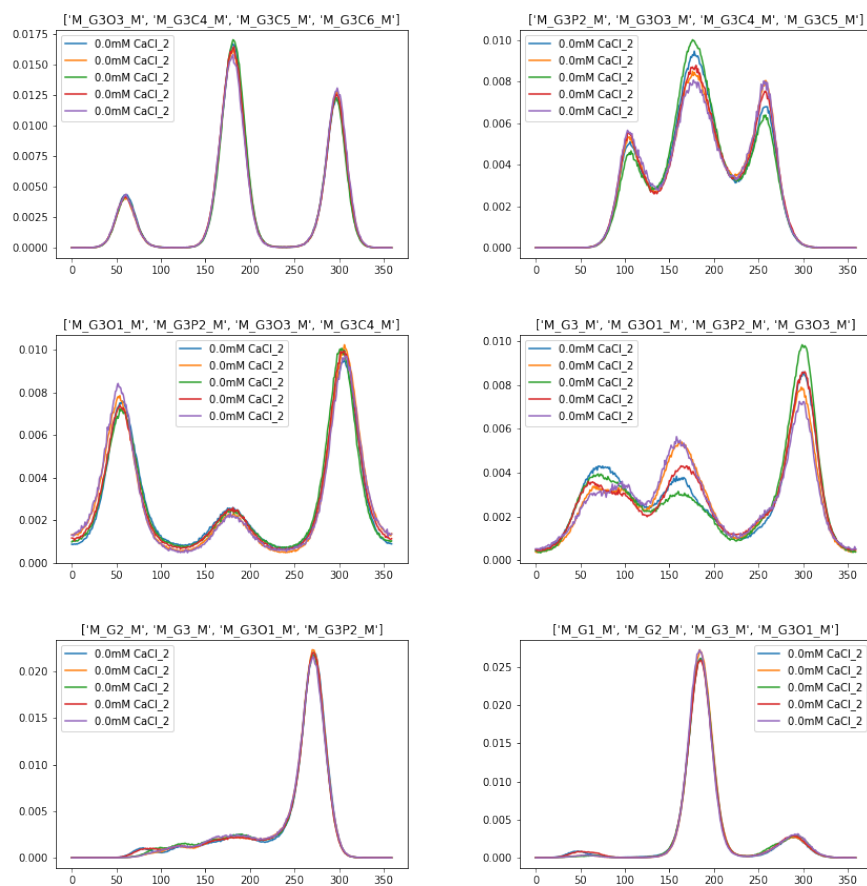 ['M_G3O3_M', 'M_G3C4_M', 'M_G3C5_M', 'M_G3C6_M']
0.0175
0.0150
0.0125
0.0100
0.0075
0.0050
0.0025
0.0000
0.0mM CaCl_2
0.0mM CaCl_2
0.0mM CaCl_2
0.0mM CaCl_2
0.0mM CaCl_2
0 50 100 150 200 250 300 350
['M_G3P2_M', 'M_G3O3_M', 'M_G3C4_M', 'M_G3C5_M']
0.010
0.008
0.006
0.004
0.002
0.000
0.0mM CaCl_2
0.0mM CaCl_2
0.0mM CaCl_2
0.0mM CaCl_2
0.0mM CaCl_2
0 50 100 150 200 250 300 350
['M_G3O1_M', 'M_G3P2_M', 'M_G3O3_M', 'M_G3C4_M']
0.010
0.008
0.006
0.004
0.002
0.000
0.0mM CaCl_2
0.0mM CaCl_2
0.0mM CaCl_2
0.0mM CaCl_2
0.0mM CaCl_2
0 50 100 150 200 250 300 350
['M_G3_M', 'M_G3O1_M', 'M_G3P2_M', 'M_G3O3_M']
0.010
0.008
0.006
0.004
0.002
0.000
0.0mM CaCl_2
0.0mM CaCl_2
0.0mM CaCl_2
0.0mM CaCl_2
0.0mM CaCl_2
0 50 100 150 200 250 300 350
['M_G2_M', 'M_G3_M', 'M_G3O1_M', 'M_G3P2_M']
0.020
0.015
0.010
0.005
0.000
0.0mM CaCl_2
0.0mM CaCl_2
0.0mM CaCl_2
0.0mM CaCl_2
0.0mM CaCl_2
0 50 100 150 200 250 300 350
['M_G1_M', 'M_G2_M', 'M_G3_M', 'M_G3O1_M']
0.025
0.020
0.015
0.010
0.005
0.000
0.0mM CaCl_2
0.0mM CaCl_2
0.0mM CaCl_2
0.0mM CaCl_2
0.0mM CaCl_2
0 50 100 150 200 250 300 350